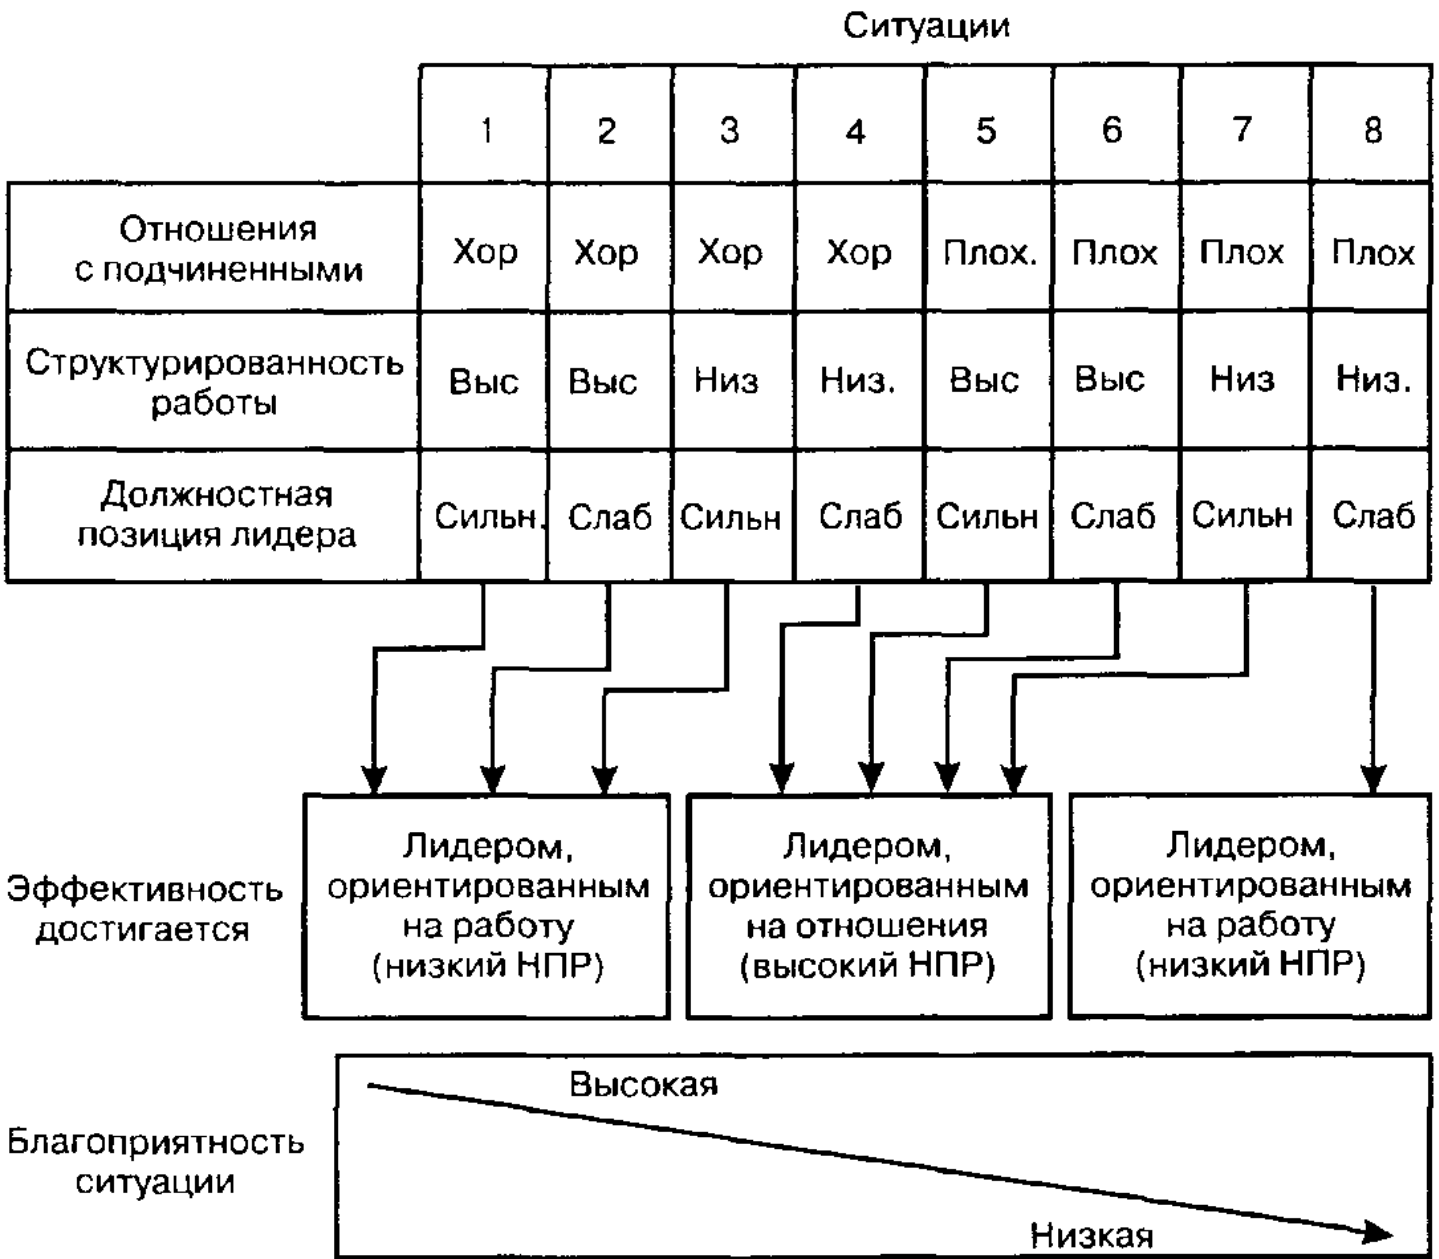 Ситуации
1 2 3 4 5 6 7 8
Отношения
с подчиненными
Хор Хор Хор Хор Плох. Плох Плох Плох
Структурированность
работы
Выс Выс Низ Низ. Выс Выс Низ Низ.
Должностная
позиция лидера
Сильн. Слаб Сильн Слаб Сильн Слаб Сильн Слаб
Эффективность
достигается
Лидером,
ориентированным
на работу
(низкий НПР)
Лидером,
ориентированным
на отношения
(высокий НПР)
Лидером,
ориентированным
на работу
(низкий НПР)
Благоприятность
ситуации
Высокая
Низкая